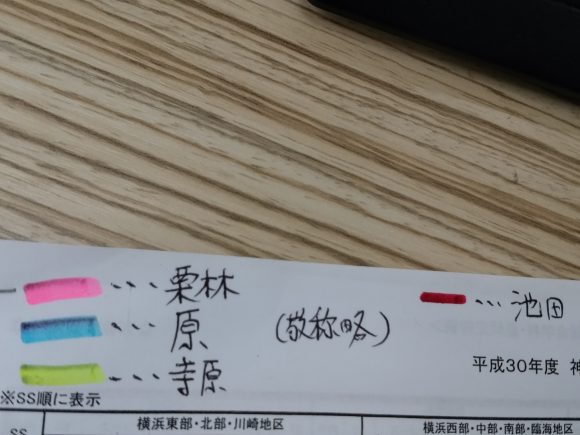 … 栗林
… 池田
… 原
(敬称略)
… 寺原
平成30年度 神
※SS順に表示
SS
横浜東部・北部・川崎地区
横浜西部・中部・南部・臨海地区